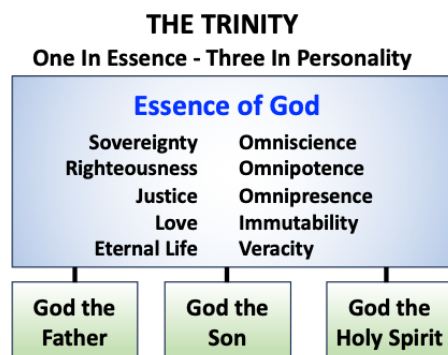 THE TRINITY
One In Essence - Three In Personality
Essence of God
Sovereignty Omniscience
Righteousness Omnipotence
Justice Omnipresence
Love Immutability
Eternal Life Veracity
God the God the God the
Father Son Holy Spirit